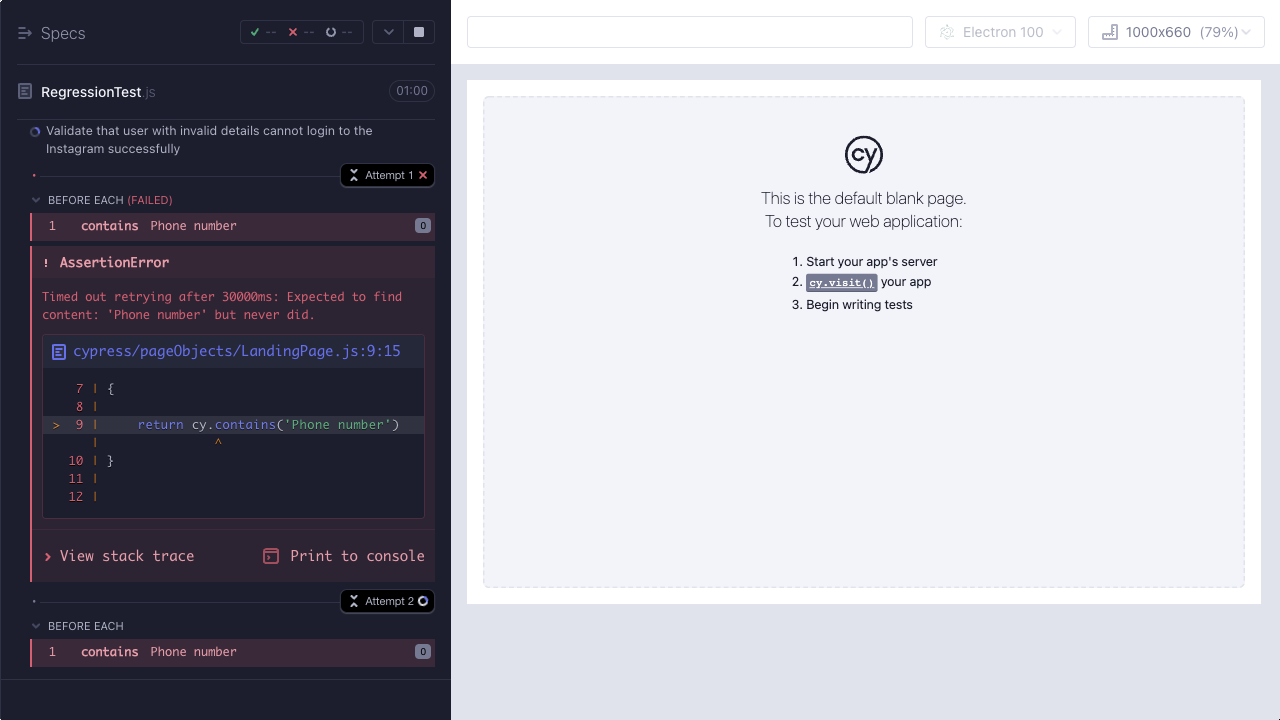 Specs
--
--
--
RegressionTest.js
01:00
Validate that user with invalid details cannot login to the
Instagram successfully
Attempt 1
BEFORE EACH (FAILED)
1 contains Phone number 0
! AssertionError
Timed out retrying after 30000ms: Expected to find
content: 'Phone number' but never did.
cypress/pageObjects/LandingPage.js:9:15
7 | {
8 |
> 9 | return cy.contains('Phone number')
| ^
10 | }
11 |
12 |
> View stack trace
Print to console
Attempt 2
BEFORE EACH
1 contains Phone number 0
Electron 100
1000x660 (79%)
cy
This is the default blank page.
To test your web application:
1. Start your app's server
2. cy.visit() your app
3. Begin writing tests